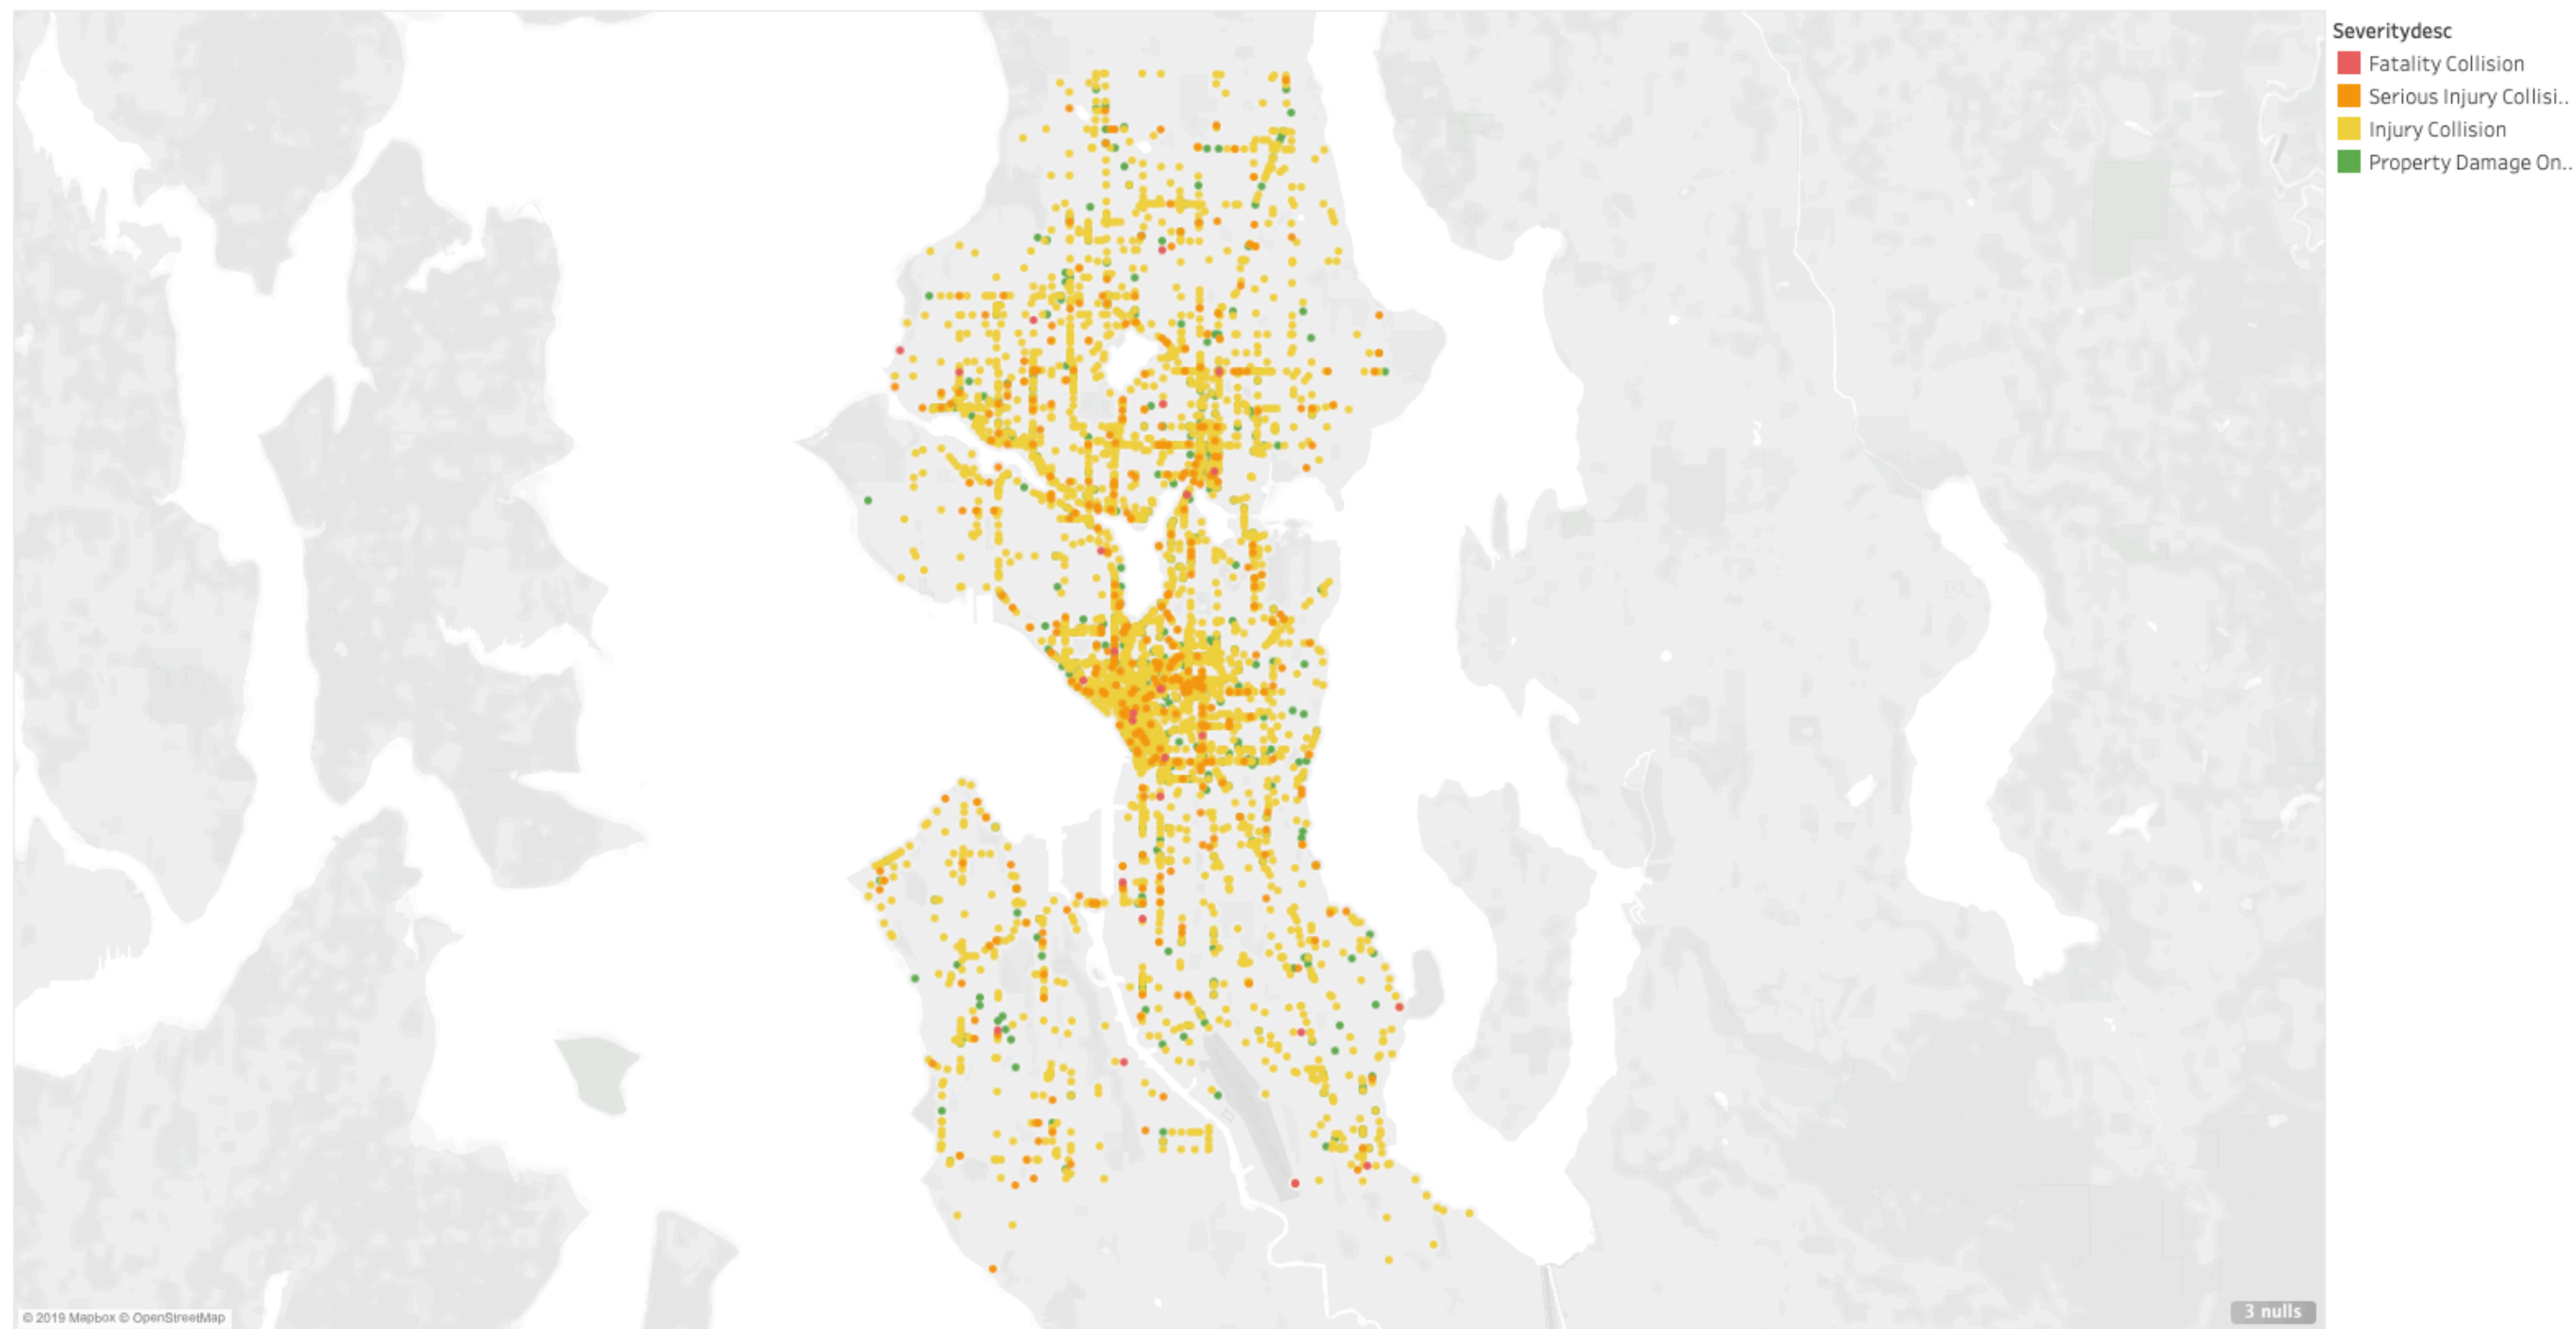 Severitydesc
Fatality Collision
Serious Injury Collisi..
Injury Collision
Property Damage On..
© 2019 Mapbox © OpenStreetMap
3 nulls